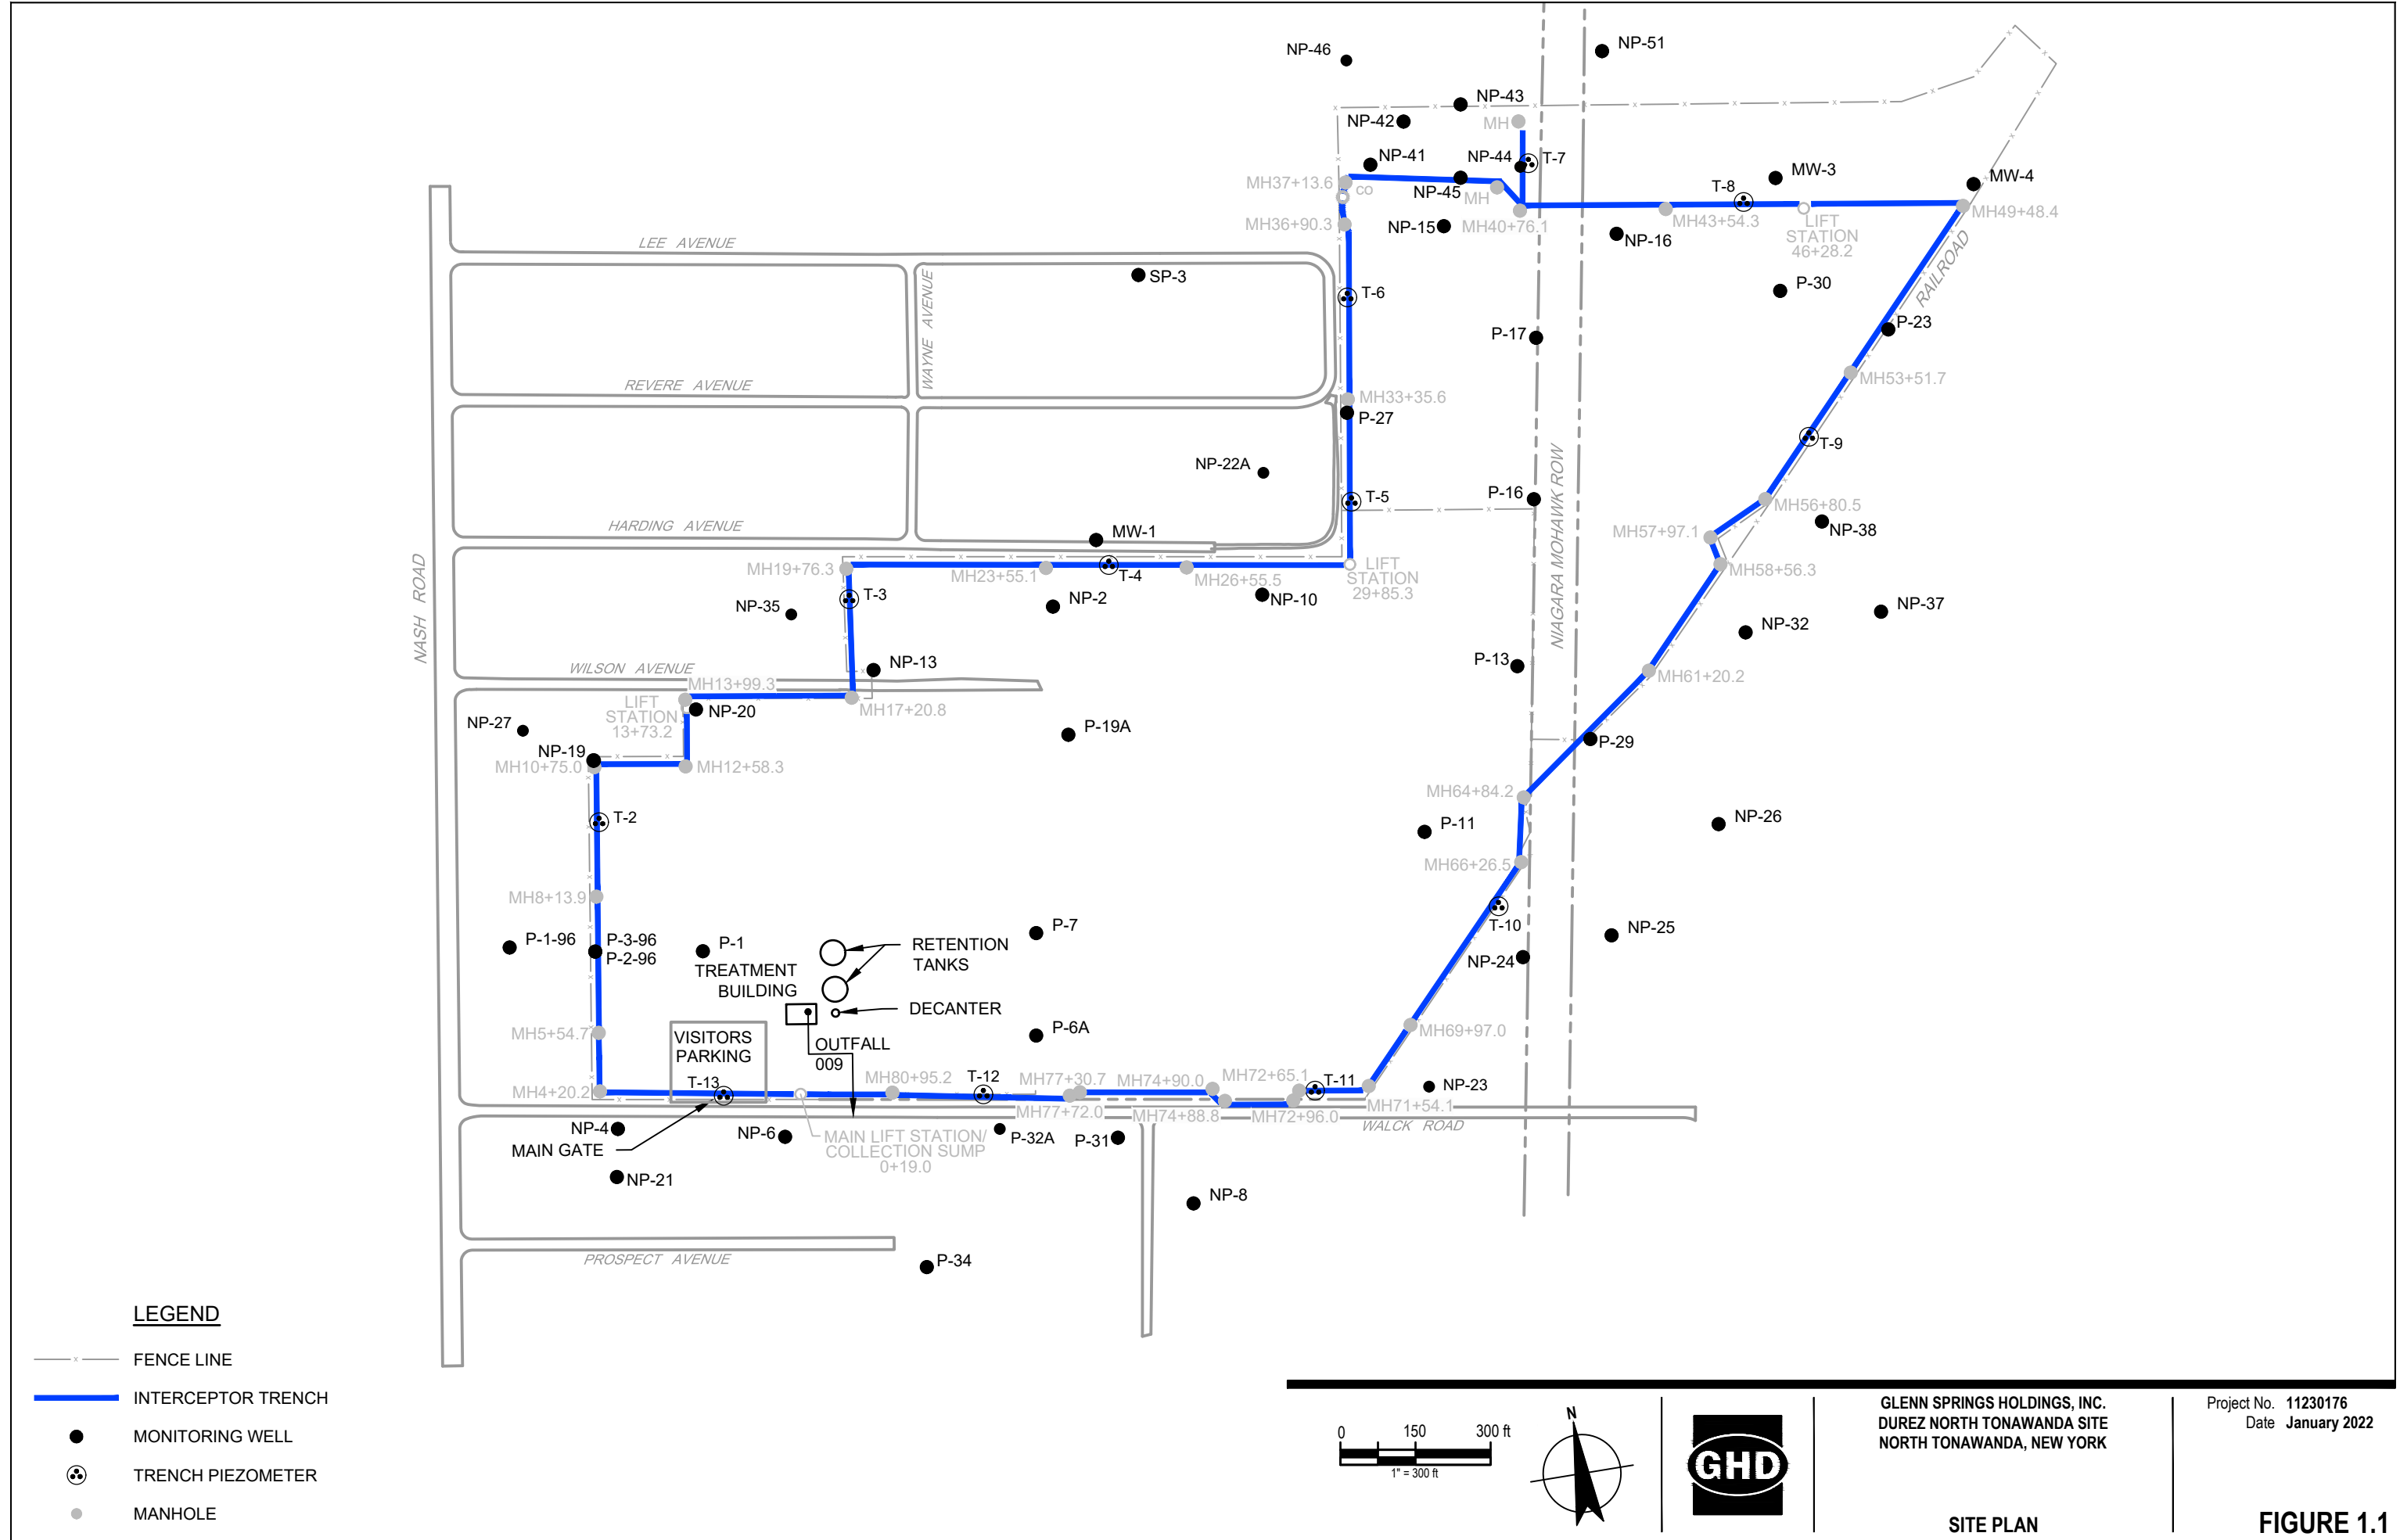 NP-46
NP-51
NP-43
NP-42
MH
NP-41
NP-44
T-7
MH37+13.6
CO
NP-45
MH
T-8
MW-3
MW-4
MH36+90.3
NP-15
MH40+76.1
MH43+54.3
LIFT
STATION
46+28.2
MH49+48.4
NP-16
LEE AVENUE
SP-3
WAYNE AVENUE
T-6
P-30
RAILROAD
P-17
P-23
REVERE AVENUE
MH33+35.6
P-27
MH53+51.7
T-9
NP-22A
T-5
P-16
NIAGARA MOHAWK ROW
MH56+80.5
NP-38
HARDING AVENUE
MW-1
MH57+97.1
NASH ROAD
MH19+76.3
MH23+55.1
T-4
MH26+55.5
LIFT
STATION
29+85.3
MH58+56.3
NP-35
T-3
NP-2
NP-10
NP-37
NP-32
WILSON AVENUE
NP-13
P-13
MH61+20.2
MH13+99.3
LIFT
STATION
13+73.2
NP-20
MH17+20.8
NP-27
P-19A
NP-19
MH10+75.0
MH12+58.3
P-29
MH64+84.2
T-2
P-11
NP-26
MH66+26.5
MH8+13.9
T-10
P-1-96
P-3-96
P-2-96
P-1
P-7
RETENTION
TANKS
NP-25
NP-24
TREATMENT
BUILDING
DECANTER
MH5+54.7
VISITORS
PARKING
OUTFALL
009
P-6A
MH69+97.0
MH4+20.2
T-13
MH80+95.2
T-12
MH77+30.7
MH74+90.0
MH72+65.1
T-11
NP-23
MH77+72.0
MH74+88.8
MH72+96.0
MH71+54.1
WALCK ROAD
NP-4
NP-6
MAIN LIFT STATION/
COLLECTION SUMP
0+19.0
P-32A
P-31
MAIN GATE
NP-21
NP-8
PROSPECT AVENUE
P-34
LEGEND
x FENCE LINE
INTERCEPTOR TRENCH
MONITORING WELL
TRENCH PIEZOMETER
MANHOLE
0 150 300 ft
1" = 300 ft
N
GHD
GLENN SPRINGS HOLDINGS, INC.
DUREZ NORTH TONAWANDA SITE
NORTH TONAWANDA, NEW YORK
SITE PLAN
Project No. 11230176
Date January 2022
FIGURE 1.1